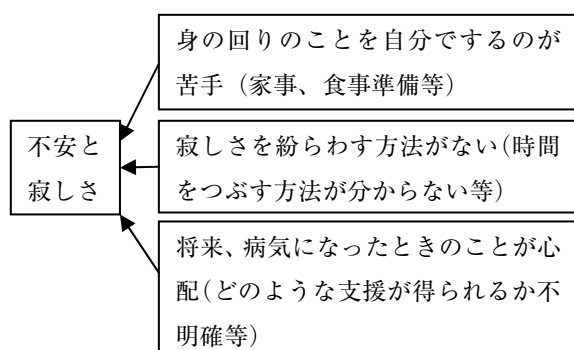 身の回りのことを自分でするのが
苦手（家事、食事準備等）
不安と
寂しさ
寂しさを紛らわす方法がない（時間
をつぶす方法が分からない等）
将来、病気になったときのことが心
配（どのような支援が得られるか不
明確等）